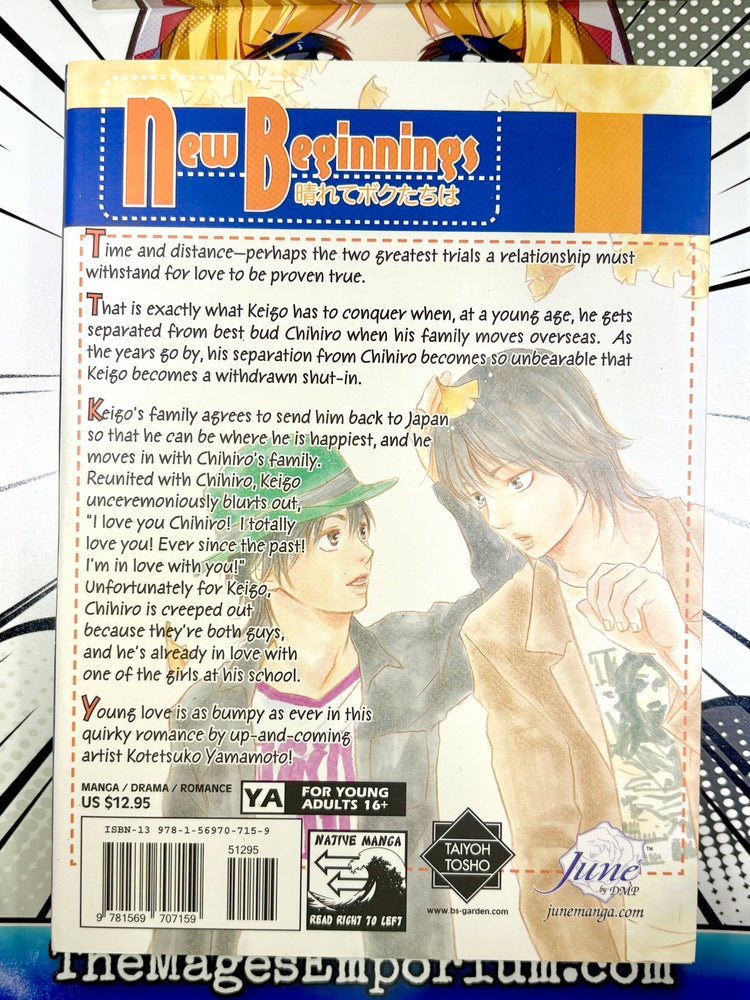 New Beginnings
晴れてボクたちは
Time and distance—perhaps the two greatest trials a relationship must
withstand for love to be proven true.
That is exactly what Keigo has to conquer when, at a young age, he gets
separated from best bud Chihiro when his family moves overseas. As
the years go by, his separation from Chihiro becomes so unbearable that
Keigo becomes a withdrawn shut-in.
Keigo's family agrees to send him back to Japan
so that he can be where he is happiest, and he
moves in with Chihiro's family.
Reunited with Chihiro, Keigo
unceremoniously blurts out,
"I love you Chihiro! I totally
love you! Ever since the past!
I'm in love with you!"
Unfortunately for Keigo,
Chihiro is creeped out
because they're both guys,
and he's already in love with
one of the girls at his school.
Young love is as bumpy as ever in this
quirky romance by up-and-coming
artist Kotetsuko Yamamoto!
MANGA / DRAMA / ROMANCE
US $12.95
YA
FOR YOUNG
ADULTS 16+
ISBN-13 978-1-56970-715-9
51295
9 781569 707159
NATIVE MANGA
READ RIGHT TO LEFT
TAIYOH
TOSHO
www.bs-garden.com
Juné™
by DMP
junemanga.com
TheMagesEmporium.com